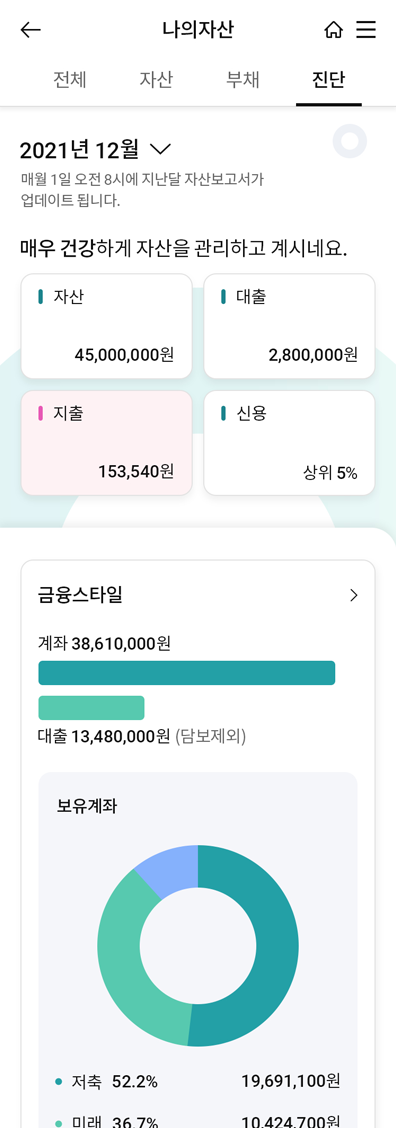 나의자산
전체 자산 부채 진단
2021년 12월
매월 1일 오전 8시에 지난달 자산보고서가
업데이트 됩니다.
매우 건강하게 자산을 관리하고 계시네요.
자산
45,000,000원
대출
2,800,000원
지출
153,540원
신용
상위 5%
금융스타일
계좌 38,610,000원
대출 13,480,000원 (담보제외)
보유계좌
저축 52.2% 19,691,100원
미래 36.7% 10,424,700원